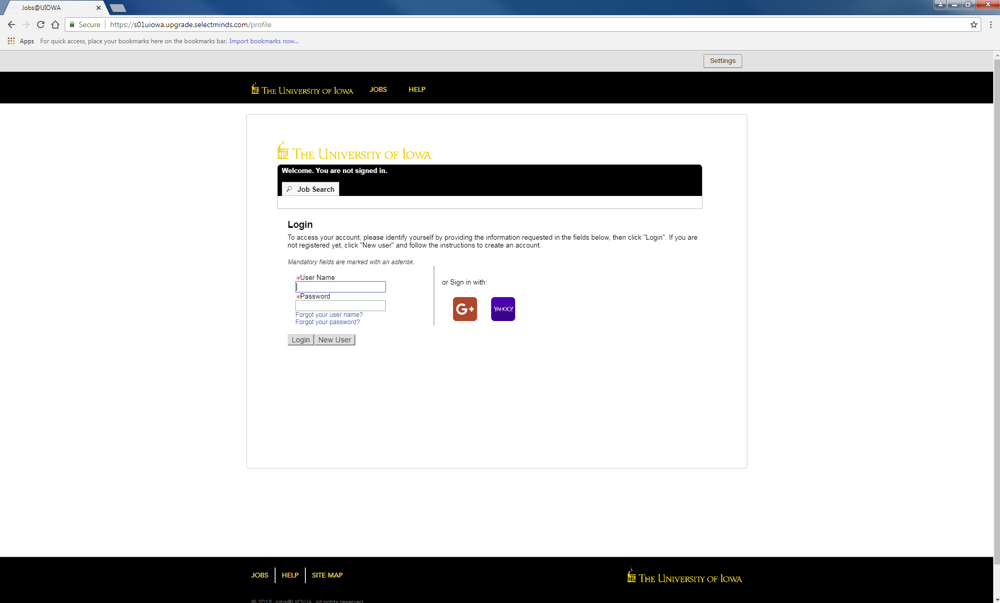 Jobs@UIOWA
Secure https://s01uiowa.upgrade.selectminds.com/profile
Apps For quick access, place your bookmarks here on the bookmarks bar. Import bookmarks now...
Settings
THE UNIVERSITY OF IOWA JOBS HELP
THE UNIVERSITY OF IOWA
Welcome. You are not signed in.
Job Search
Login
To access your account, please identify yourself by providing the information requested in the fields below, then click "Login". If you are
not registered yet, click "New user" and follow the instructions to create an account.
Mandatory fields are marked with an asterisk.
*User Name
or Sign in with:
*Password
G+ YAHOO!
Forgot your user name?
Forgot your password?
Login New User
JOBS HELP SITE MAP THE UNIVERSITY OF IOWA
© 2018 Jobs@UIOWA. All rights reserved.